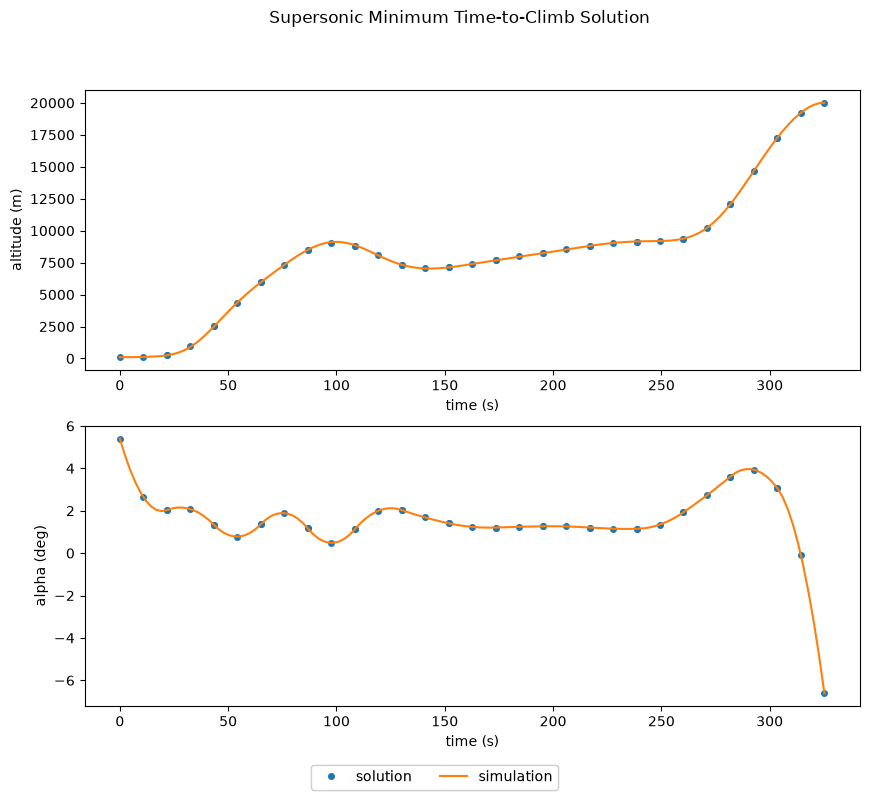 Supersonic Minimum Time-to-Climb Solution
20000
17500
15000
12500
10000
7500
5000
2500
0
altitude (m)
0 50 100 150 200 250 300
time (s)
6
4
2
0
−2
−4
−6
alpha (deg)
0 50 100 150 200 250 300
time (s)
solution simulation